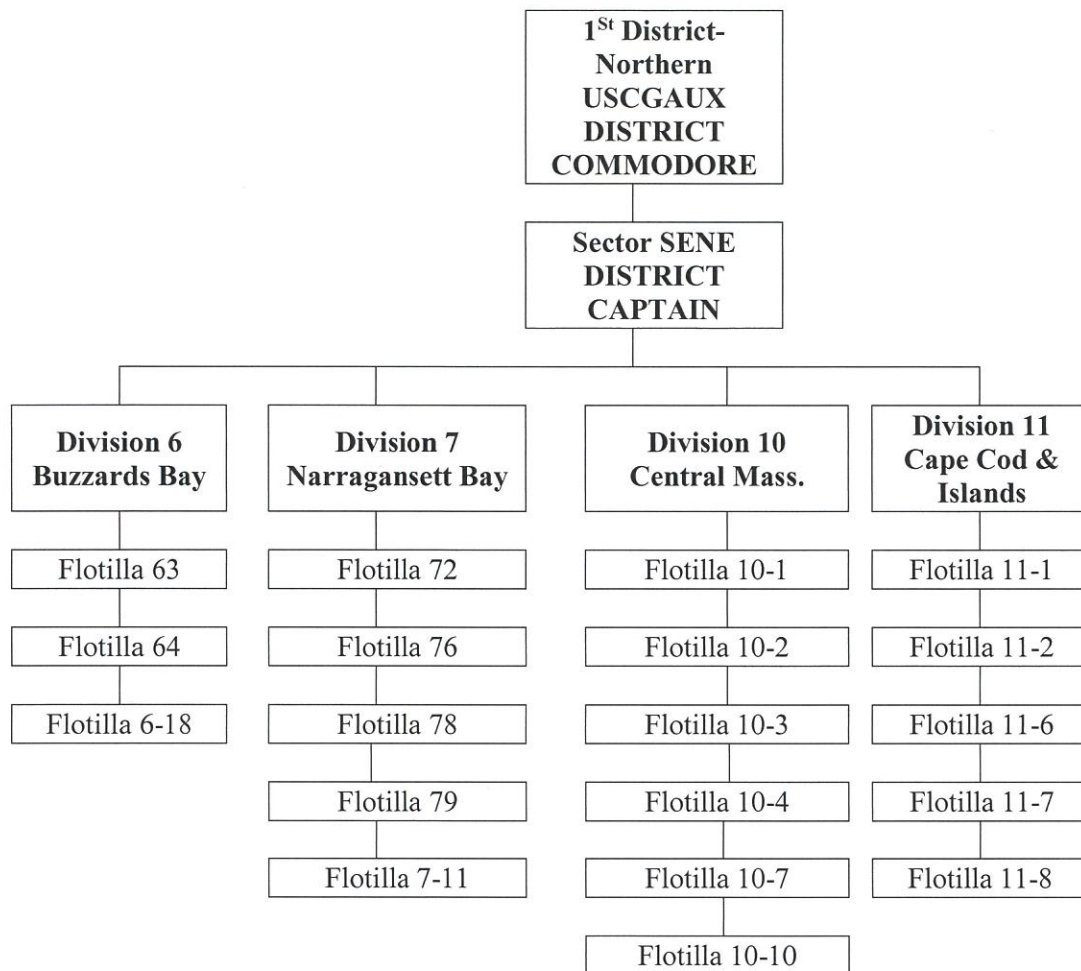 1St District-
Northern
USCGAUX
DISTRICT
COMMODORE
Sector SENE
DISTRICT
CAPTAIN
Division 6
Buzzards Bay
Flotilla 63
Flotilla 64
Flotilla 6-18
Division 7
Narragansett Bay
Flotilla 72
Flotilla 76
Flotilla 78
Flotilla 79
Flotilla 7-11
Division 10
Central Mass.
Flotilla 10-1
Flotilla 10-2
Flotilla 10-3
Flotilla 10-4
Flotilla 10-7
Flotilla 10-10
Division 11
Cape Cod &
Islands
Flotilla 11-1
Flotilla 11-2
Flotilla 11-6
Flotilla 11-7
Flotilla 11-8